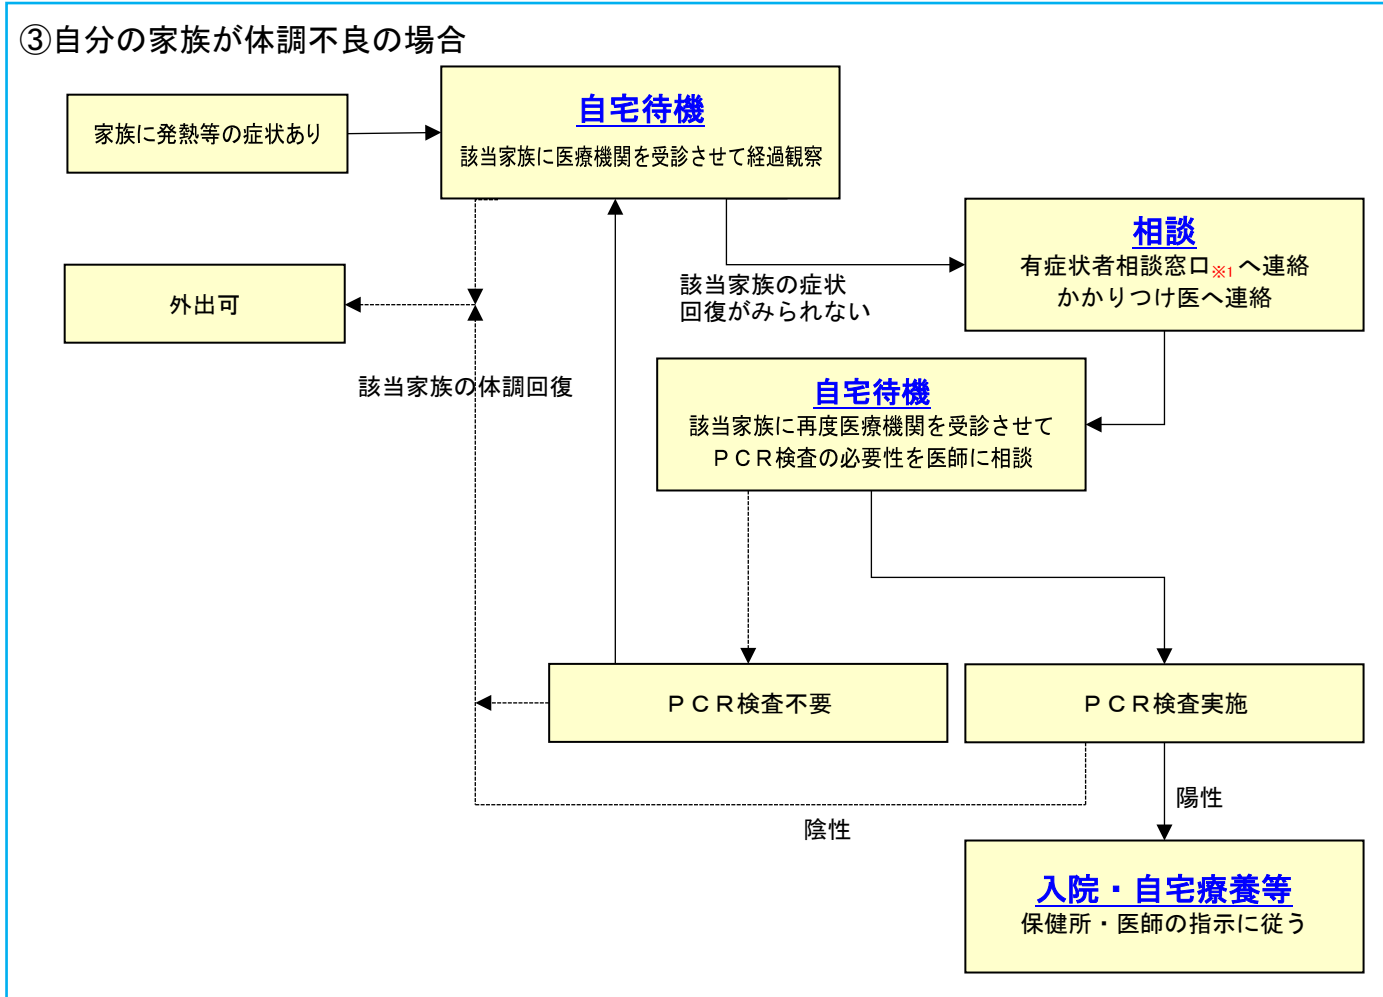 ③自分の家族が体調不良の場合
家族に発熱等の症状あり
自宅待機
該当家族に医療機関を受診させて経過観察
相談
有症状者相談窓口※1へ連絡
かかりつけ医へ連絡
外出可
該当家族の症状
回復がみられない
該当家族の体調回復
自宅待機
該当家族に再度医療機関を受診させて
ＰＣＲ検査の必要性を医師に相談
ＰＣＲ検査不要
ＰＣＲ検査実施
陽性
陰性
入院・自宅療養等
保健所・医師の指示に従う